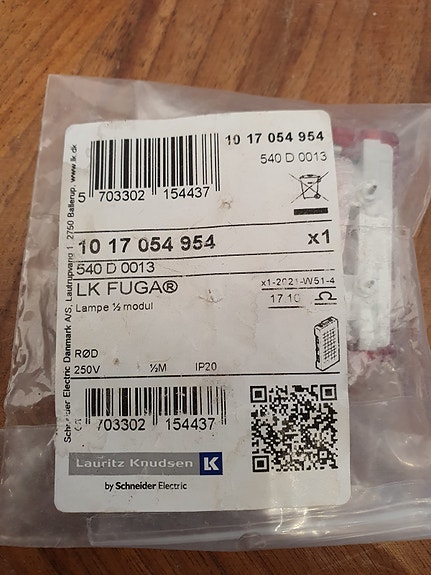 10 17 054 954
540 D 0013
5 703302 154437
10 17 054 954 x1
540 D 0013
LK FUGA®
Lampe ½ modul
x1-2021-W51-4
17 10
RØD
250V ½M IP20
703302 154437
Lauritz Knudsen
by Schneider Electric
Schneider Electric Danmark A/S, Lautrupvang 1, 2750 Ballerup, www.lk.dk